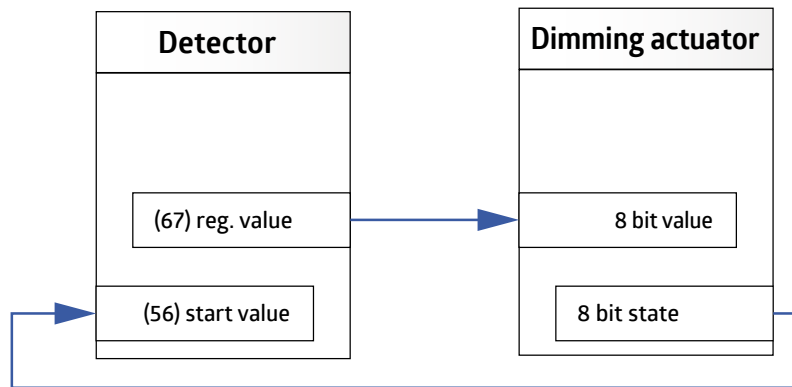 Detector
Dimming actuator
(67) reg. value
8 bit value
(56) start value
8 bit state